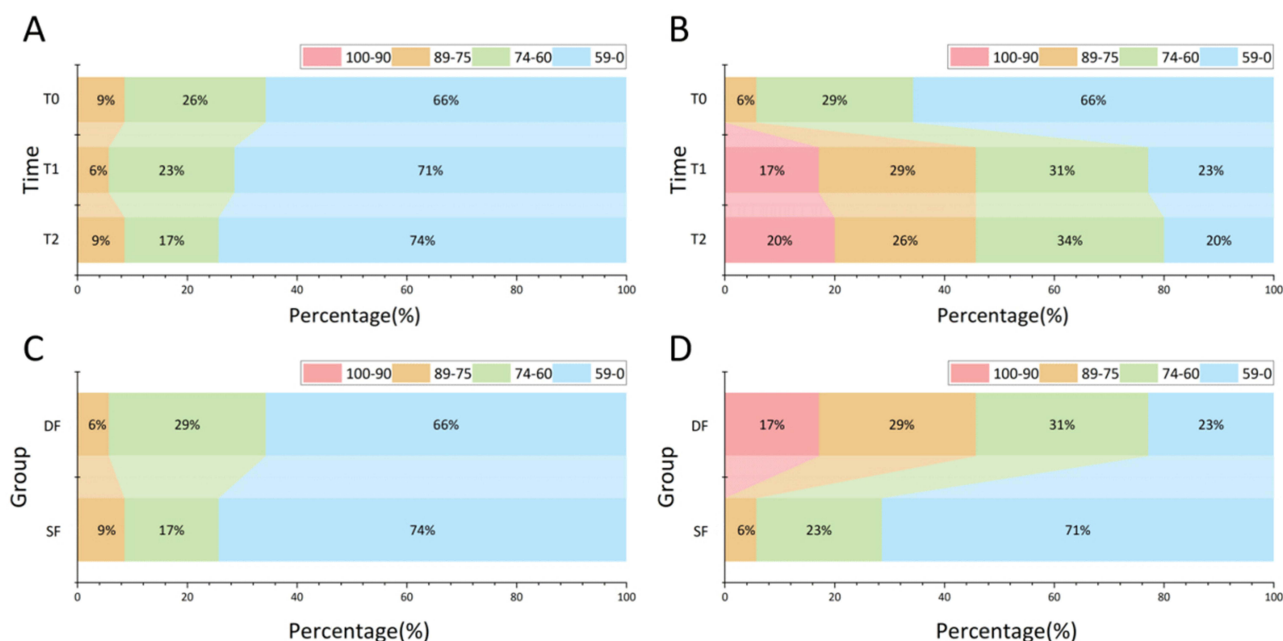 A
100-90 89-75 74-60 59-0
T0 9% 26% 66%
Time
T1 6% 23% 71%
T2 9% 17% 74%
0 20 40 60 80 100
Percentage(%)
B
100-90 89-75 74-60 59-0
T0 6% 29% 66%
Time
T1 17% 29% 31% 23%
T2 20% 26% 34% 20%
0 20 40 60 80 100
Percentage(%)
C
100-90 89-75 74-60 59-0
DF 6% 29% 66%
Group
SF 9% 17% 74%
0 20 40 60 80 100
Percentage(%)
D
100-90 89-75 74-60 59-0
DF 17% 29% 31% 23%
Group
SF 6% 23% 71%
0 20 40 60 80 100
Percentage(%)